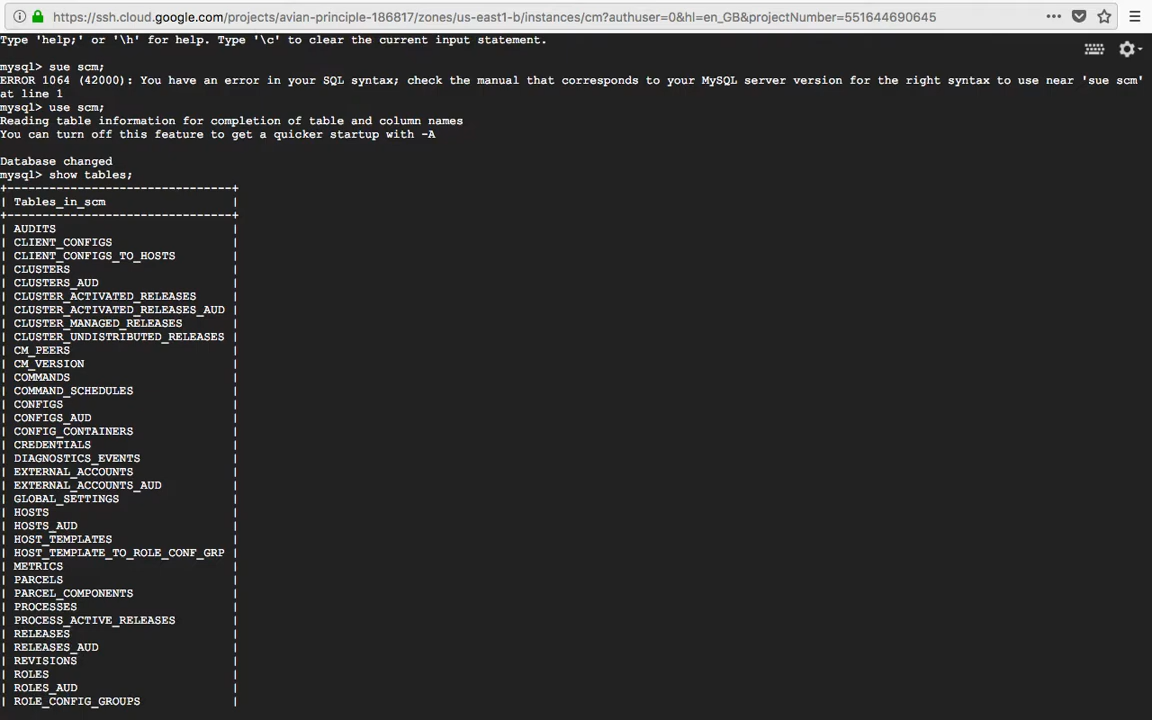 https://ssh.cloud.google.com/projects/avian-principle-186817/zones/us-east1-b/instances/cm?authuser=0&hl=en_GB&projectNumber=551644690645
Type 'help;' or '\h' for help. Type '\c' to clear the current input statement.
mysql> sue scm;
ERROR 1064 (42000): You have an error in your SQL syntax; check the manual that corresponds to your MySQL server version for the right syntax to use near 'sue scm'
at line 1
mysql> use scm;
Reading table information for completion of table and column names
You can turn off this feature to get a quicker startup with -A
Database changed
mysql> show tables;
+-------------------------------+
| Tables_in_scm |
+-------------------------------+
| AUDITS |
| CLIENT_CONFIGS |
| CLIENT_CONFIGS_TO_HOSTS |
| CLUSTERS |
| CLUSTERS_AUD |
| CLUSTER_ACTIVATED_RELEASES |
| CLUSTER_ACTIVATED_RELEASES_AUD |
| CLUSTER_MANAGED_RELEASES |
| CLUSTER_UNDISTRIBUTED_RELEASES |
| CM_PEERS |
| CM_VERSION |
| COMMANDS |
| COMMAND_SCHEDULES |
| CONFIGS |
| CONFIGS_AUD |
| CONFIG_CONTAINERS |
| CREDENTIALS |
| DIAGNOSTICS_EVENTS |
| EXTERNAL_ACCOUNTS |
| EXTERNAL_ACCOUNTS_AUD |
| GLOBAL_SETTINGS |
| HOSTS |
| HOSTS_AUD |
| HOST_TEMPLATES |
| HOST_TEMPLATE_TO_ROLE_CONF_GRP |
| METRICS |
| PARCELS |
| PARCEL_COMPONENTS |
| PROCESSES |
| PROCESS_ACTIVE_RELEASES |
| RELEASES |
| RELEASES_AUD |
| REVISIONS |
| ROLES |
| ROLES_AUD |
| ROLE_CONFIG_GROUPS |